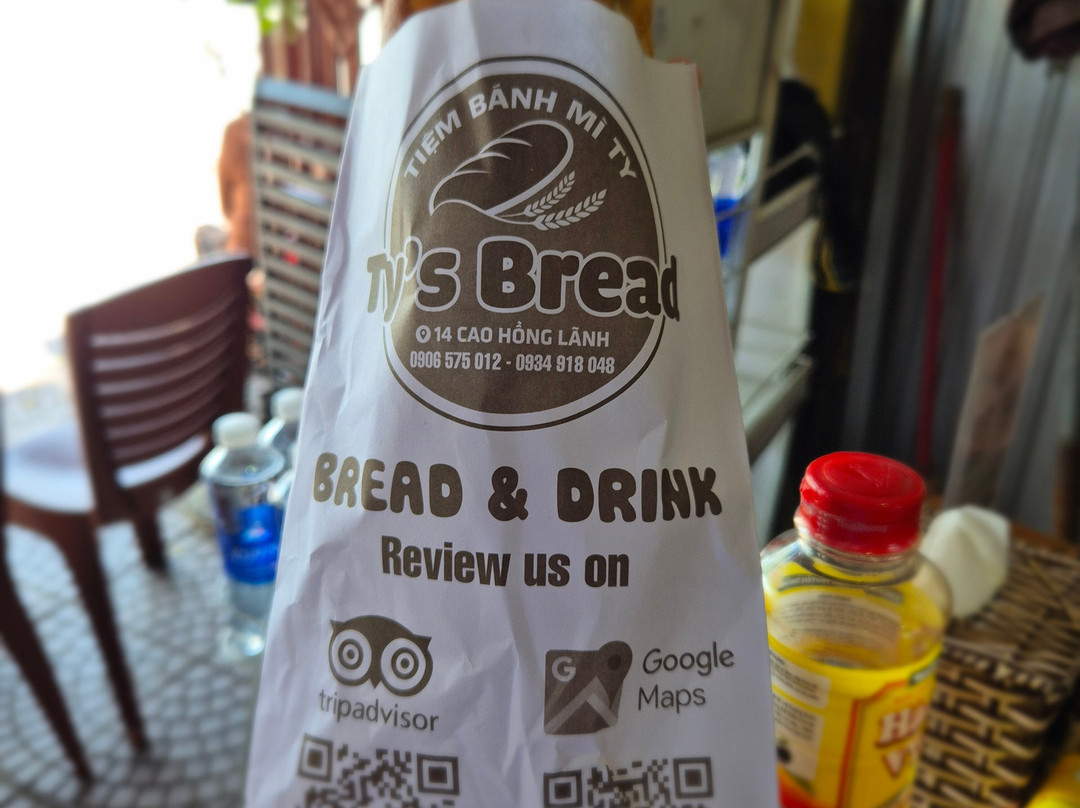 TIỆM BÁNH MÌ TY
Ty's Bread
14 CAO HỒNG LÃNH
0906 575 012 - 0934 918 048
BREAD & DRINK
Review us on
tripadvisor
G
Google
Maps